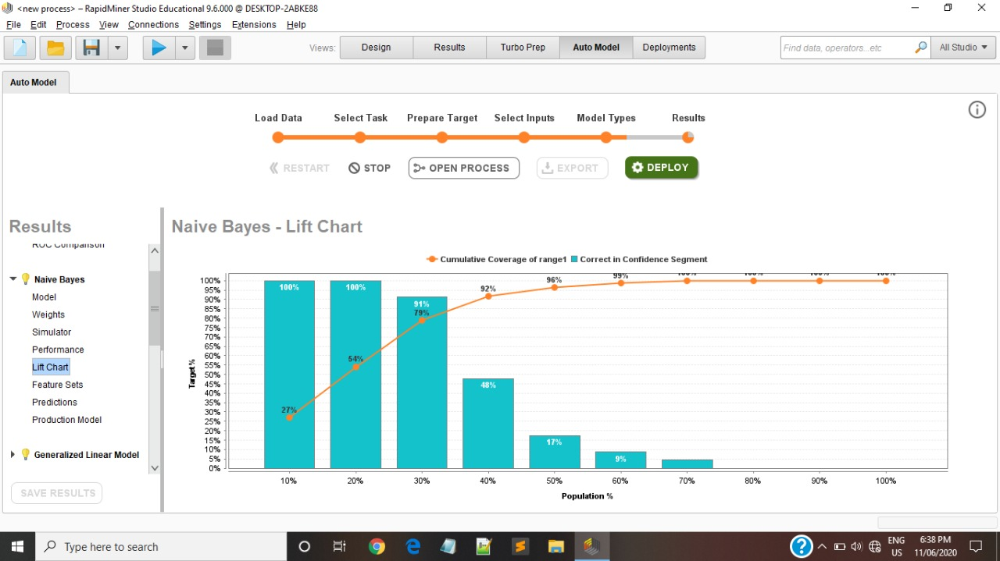 <new process> – RapidMiner Studio Educational 9.6.000 @ DESKTOP-2ABKE88
File Edit Process View Connections Settings Extensions Help
Views: Design Results Turbo Prep Auto Model Deployments Find data, operators...etc All Studio
Auto Model
Load Data Select Task Prepare Target Select Inputs Model Types Results
RESTART STOP OPEN PROCESS EXPORT DEPLOY
Results
ROC Comparison
Naive Bayes
Model
Weights
Simulator
Performance
Lift Chart
Feature Sets
Predictions
Production Model
Generalized Linear Model
SAVE RESULTS
Naive Bayes - Lift Chart
Cumulative Coverage of range1 Correct in Confidence Segment
Target %
100%
95%
90%
85%
80%
75%
70%
65%
60%
55%
50%
45%
40%
35%
30%
25%
20%
15%
10%
5%
0%
100% 100% 91% 48% 17% 9%
27% 54% 79% 92% 96% 99% 100% 100% 100% 100%
10% 20% 30% 40% 50% 60% 70% 80% 90% 100%
Population %
Type here to search
ENG
US
6:38 PM
11/06/2020